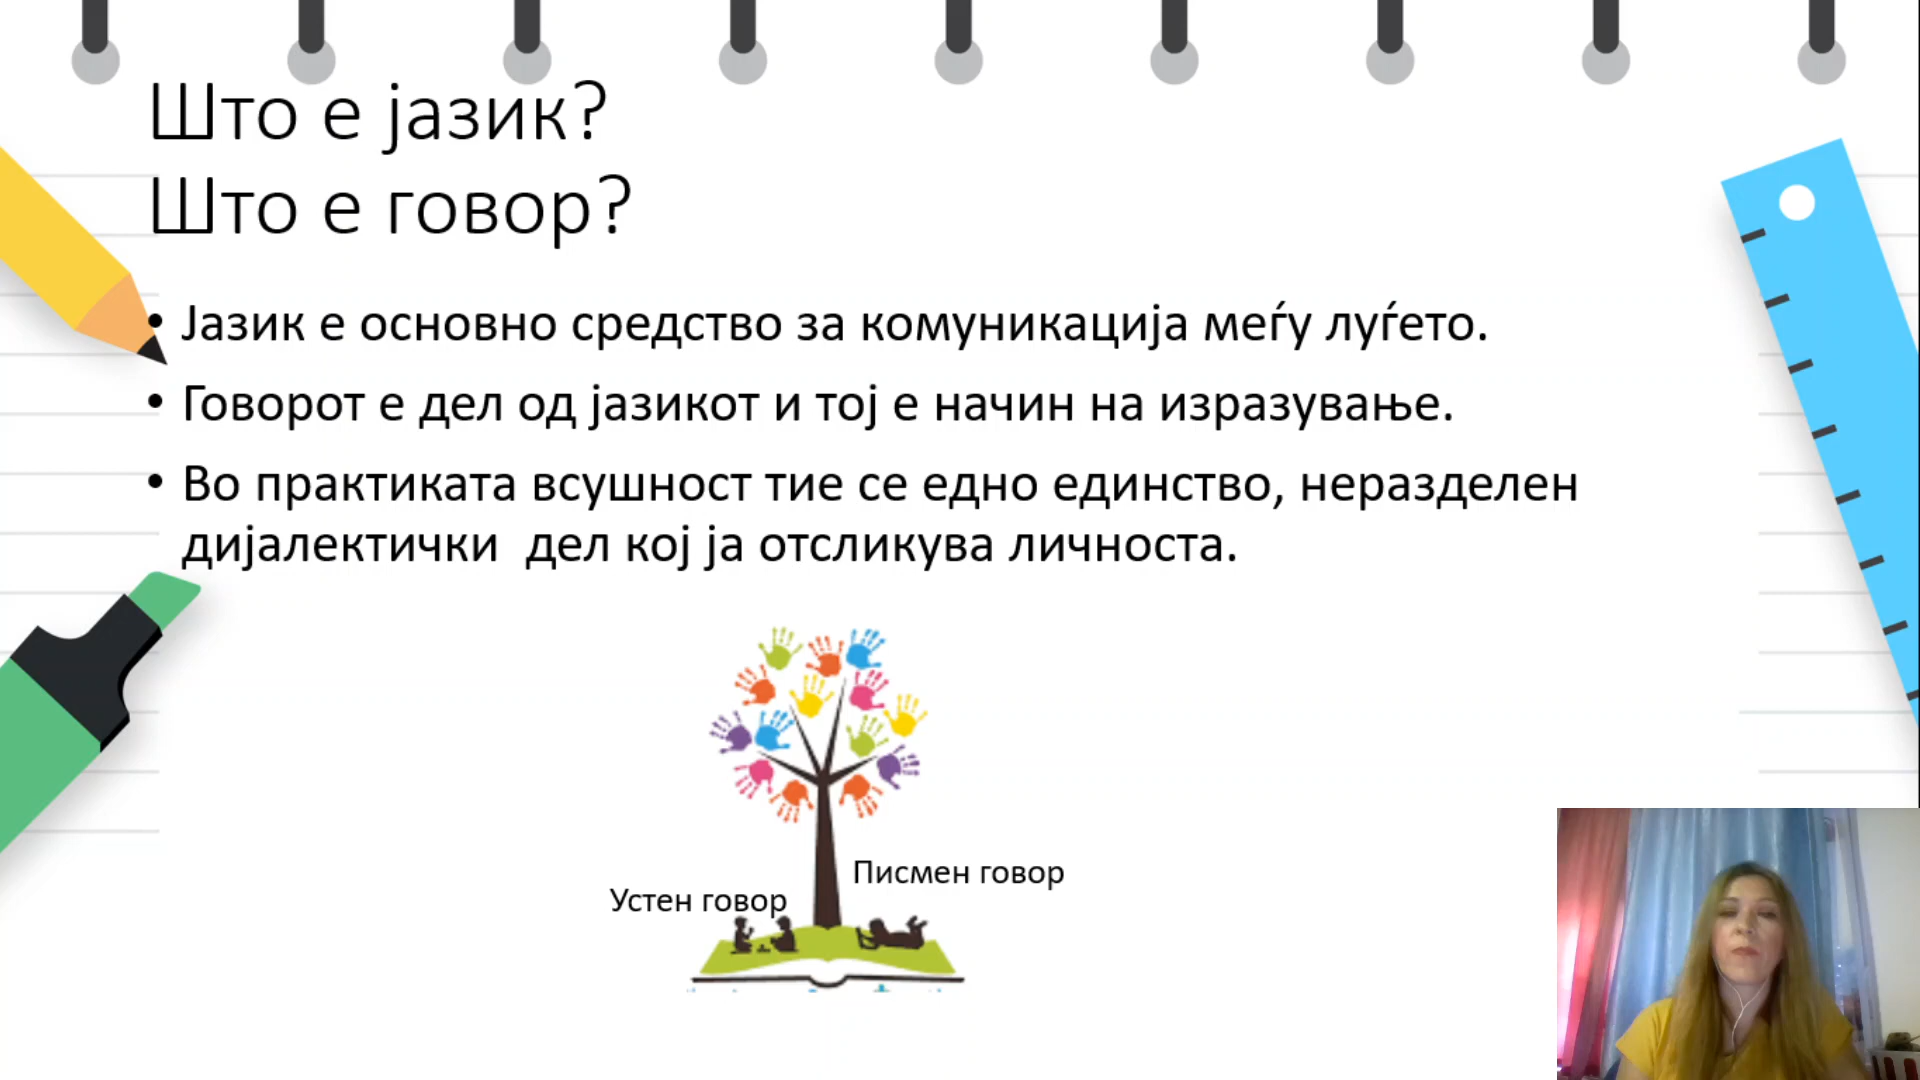 Што е јазик?
Што е говор?
• Јазик е основно средство за комуникација меѓу луѓето.
• Говорот е дел од јазикот и тој е начин на изразување.
• Во практиката всушност тие се едно единство, неразделен
дијалектички  дел кој ја отсликува личноста.
Писмен говор
Устен говор